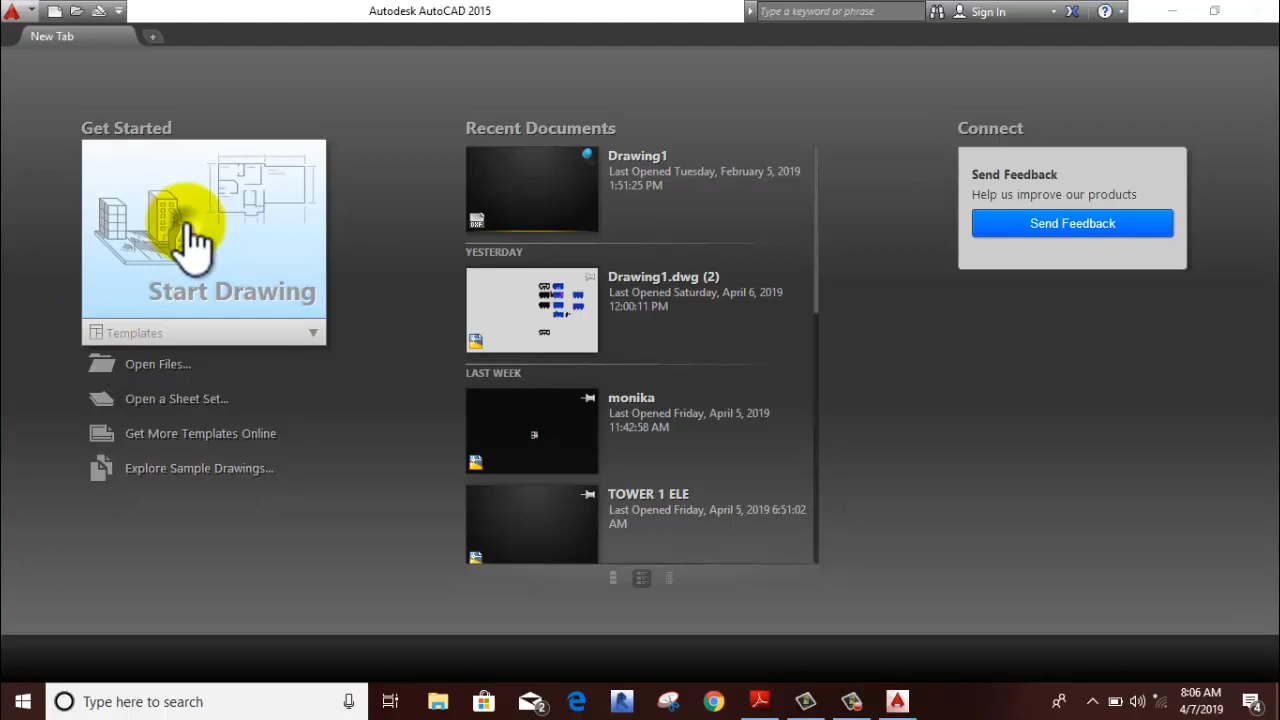 Autodesk AutoCAD 2015
Type a keyword or phrase
Sign In
New Tab
Get Started
Start Drawing
Templates
Open Files...
Open a Sheet Set...
Get More Templates Online
Explore Sample Drawings...
Recent Documents
Drawing1
Last Opened Tuesday, February 5, 2019
1:51:25 PM
DXF
YESTERDAY
Drawing1.dwg (2)
Last Opened Saturday, April 6, 2019
12:00:11 PM
LAST WEEK
monika
Last Opened Friday, April 5, 2019
11:42:58 AM
TOWER 1 ELE
Last Opened Friday, April 5, 2019 6:51:02
AM
Connect
Send Feedback
Help us improve our products
Send Feedback
Type here to search
2
8:06 AM
4/7/2019
4